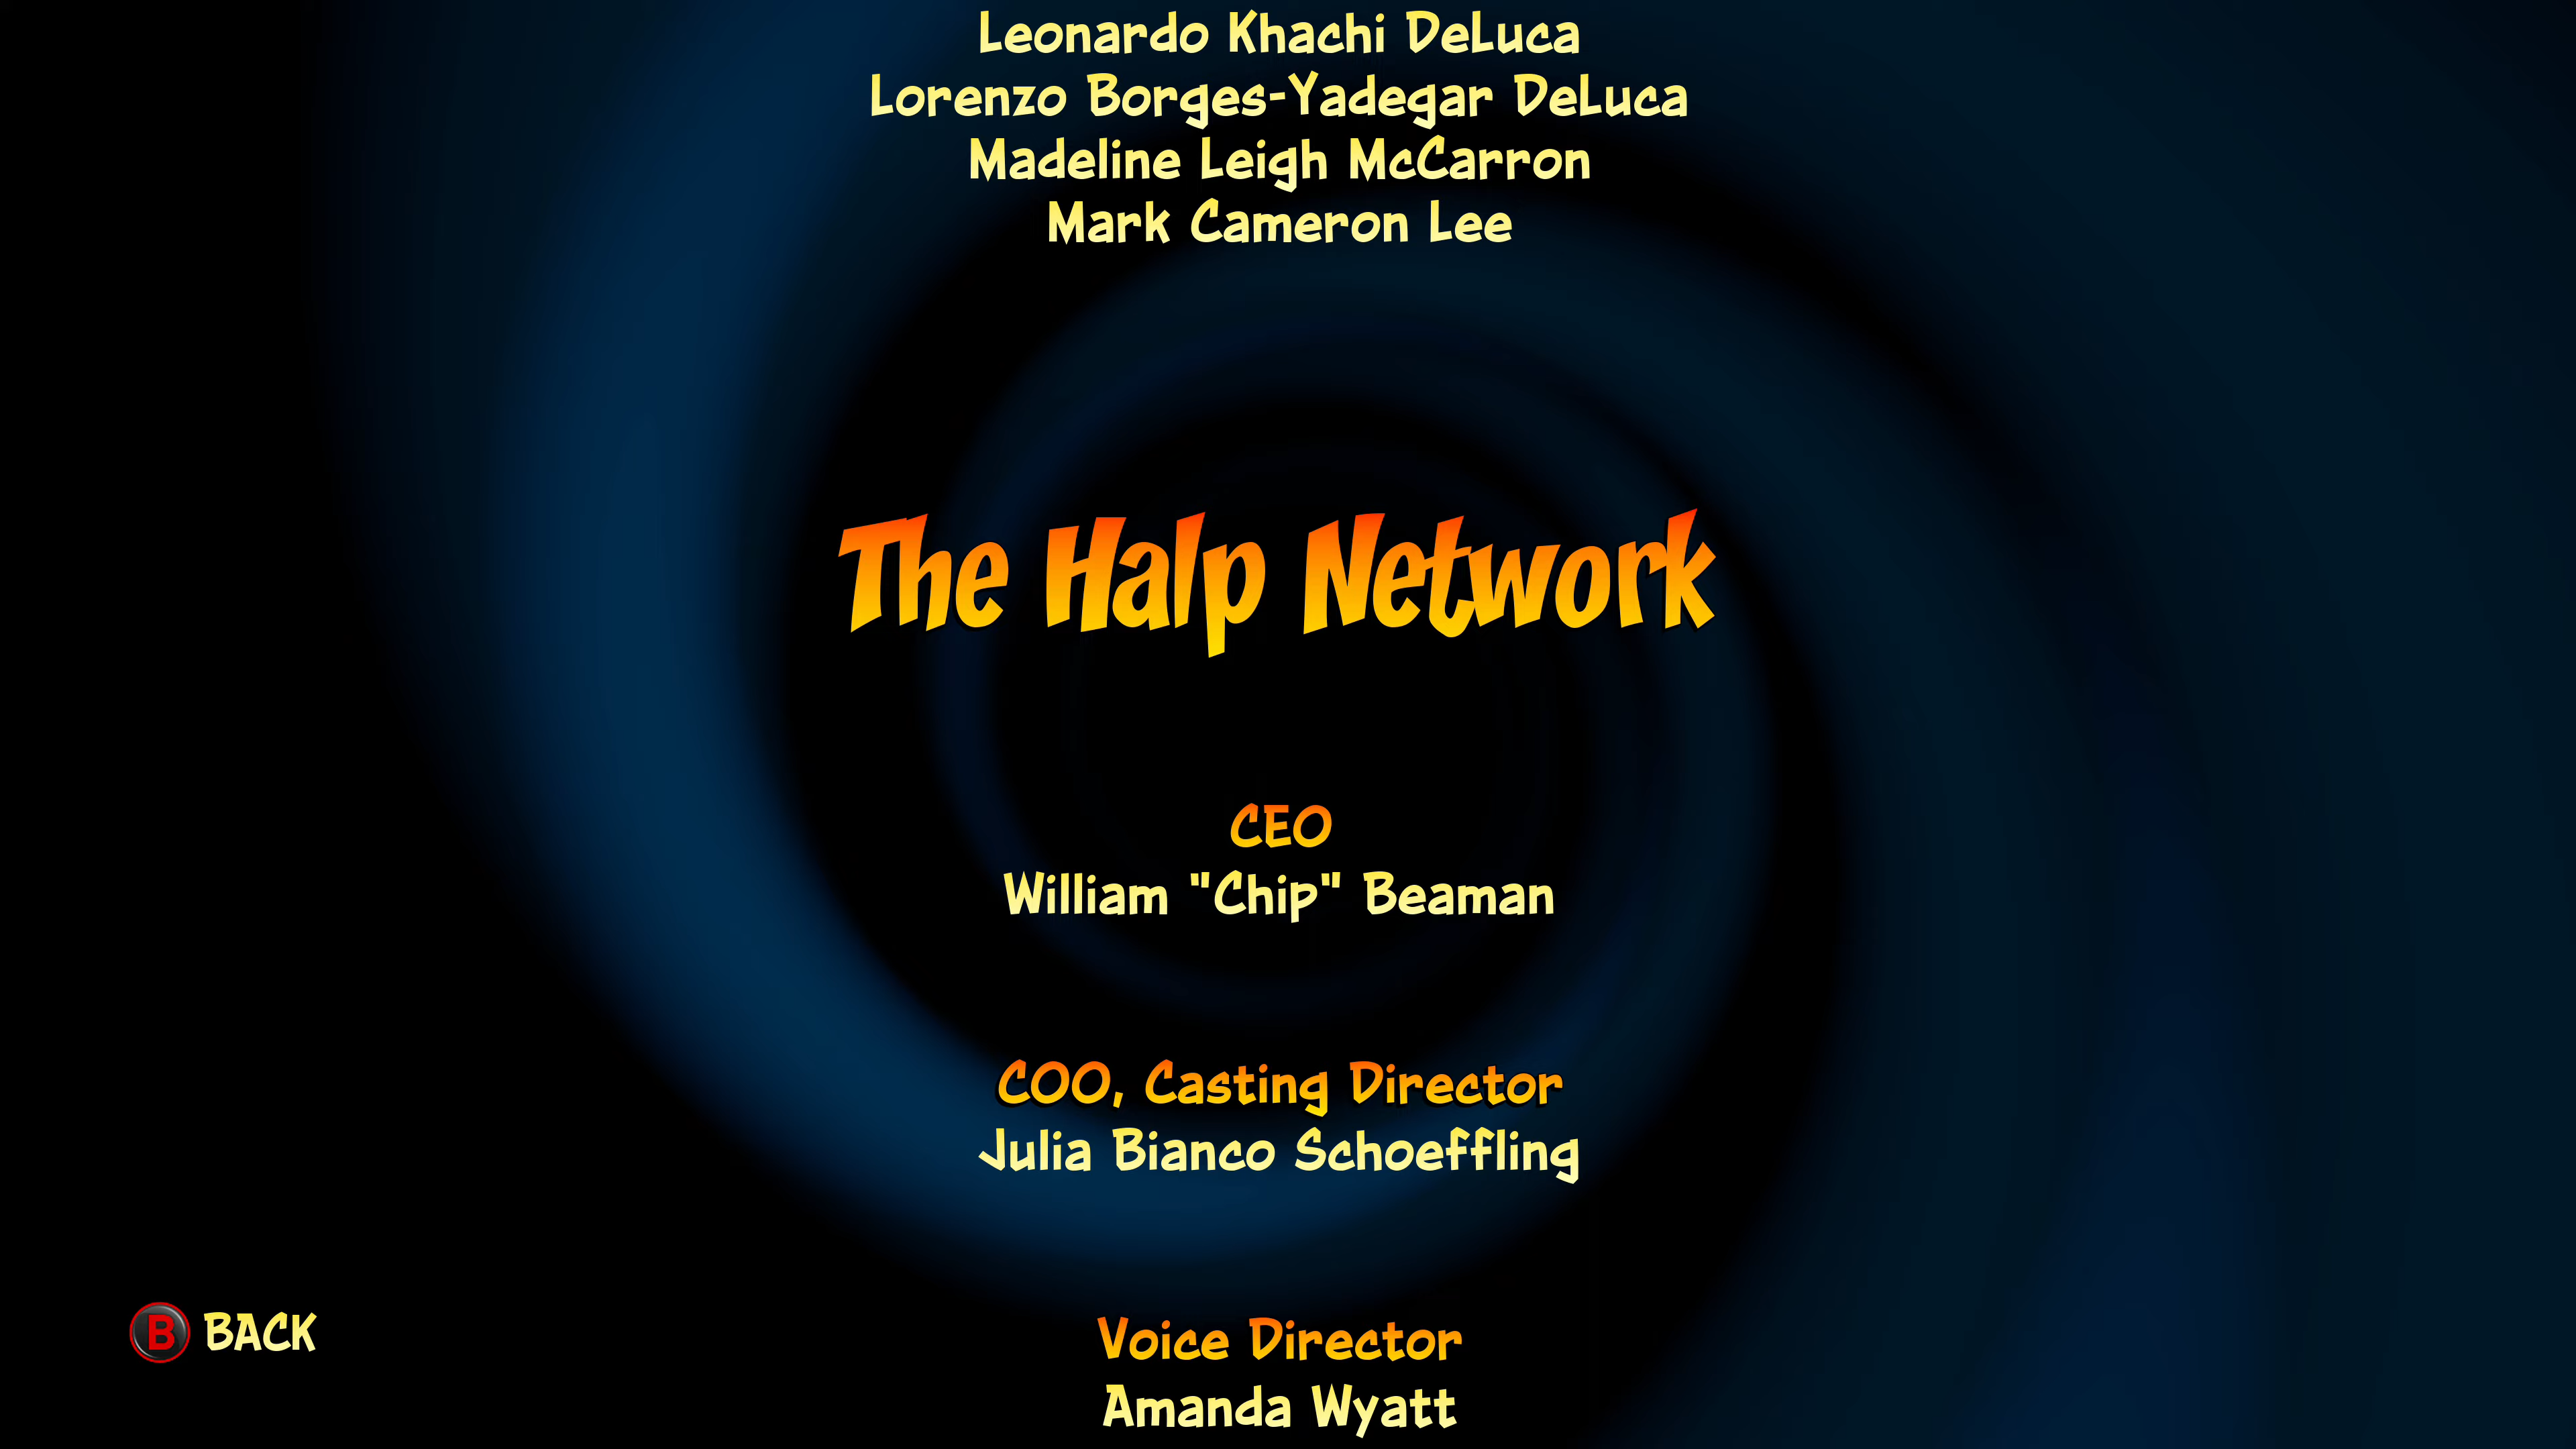 Leonardo Khachi DeLuca
Lorenzo Borges-Yadegar DeLuca
Madeline Leigh McCarron
Mark Cameron Lee
The Halp Network
CEO
William "Chip" Beaman
COO, Casting Director
Julia Bianco Schoeffling
Voice Director
Amanda Wyatt
B BACK